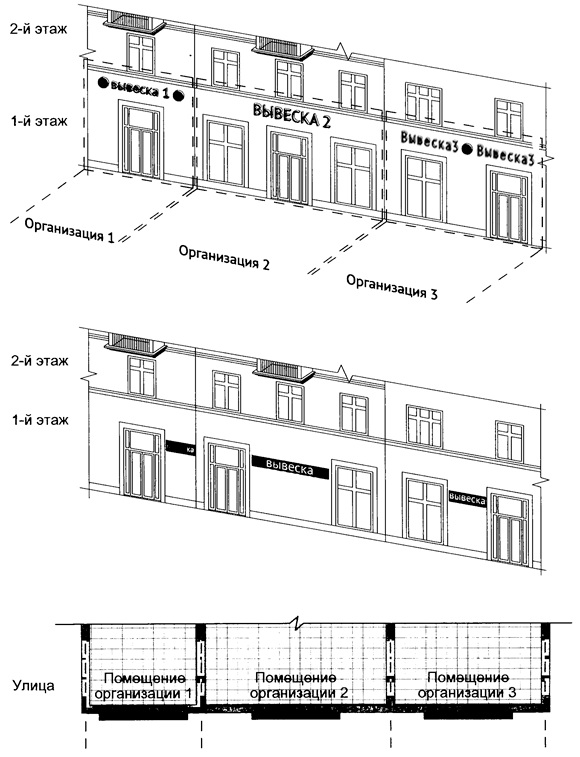 2-й этаж
вывеска 1
1-й этаж
ВЫВЕСКА 2
Вывеска3 Вывеска3
Организация 1
Организация 2
Организация 3
2-й этаж
1-й этаж
ка
вывеска
вывеска
Улица
Помещение
организации 1
Помещение
организации 2
Помещение
организации 3